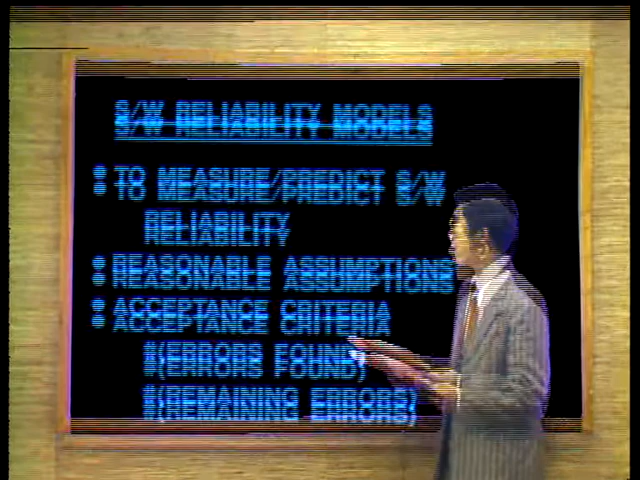 S/W RELIABILITY MODELS
• TO MEASURE/PREDICT S/W
RELIABILITY
• REASONABLE ASSUMPTIONS
• ACCEPTANCE CRITERIA
#(ERRORS FOUND)
#(REMAINING ERRORS)